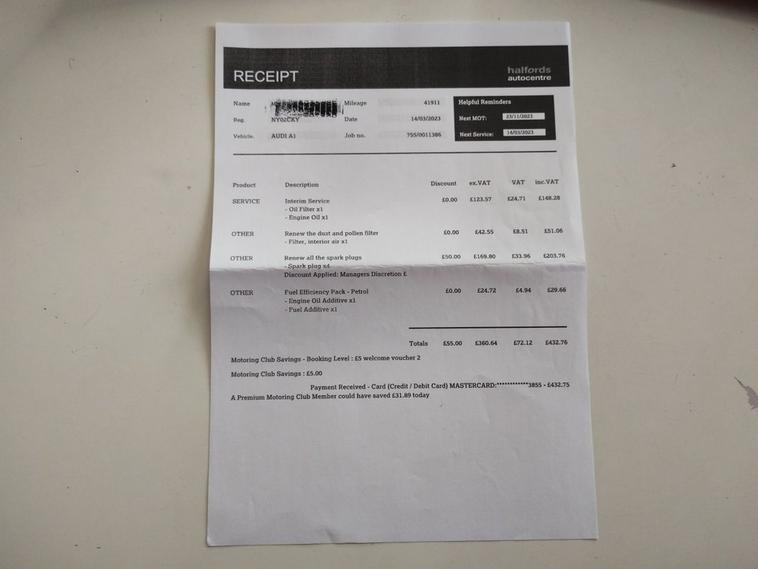 RECEIPT
halfords
autocentre
Name Mileage 41911
Reg. NY02CKY Date 14/03/2023
Vehicle. AUDI A1 Job no. 755/0011386
Helpful Reminders
Next MOT: 23/11/2023
Next Service: 14/03/2023
Product Description Discount ex.VAT VAT inc.VAT
SERVICE Interim Service £0.00 £123.57 £24.71 £148.28
- Oil Filter x1
- Engine Oil x1
OTHER Renew the dust and pollen filter £0.00 £42.55 £8.51 £51.06
- Filter, interior air x1
OTHER Renew all the spark plugs £50.00 £169.80 £33.96 £203.76
- Spark plug x4
Discount Applied: Managers Discretion £
OTHER Fuel Efficiency Pack - Petrol £0.00 £24.72 £4.94 £29.66
- Engine Oil Additive x1
- Fuel Additive x1
Totals £55.00 £360.64 £72.12 £432.76
Motoring Club Savings - Booking Level : £5 welcome voucher 2
Motoring Club Savings : £5.00
Payment Received - Card (Credit / Debit Card) MASTERCARD:************3855 - £432.75
A Premium Motoring Club Member could have saved £31.89 today